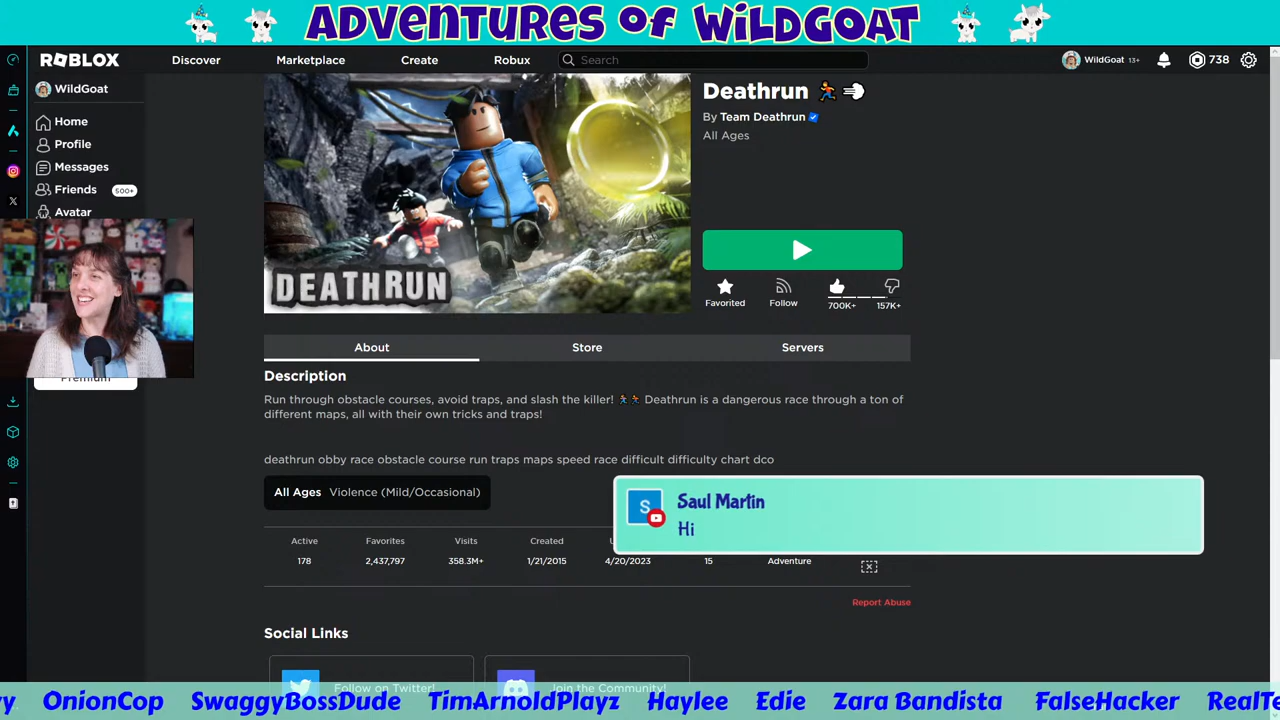 ADVENTURES OF WILDGOAT
ROBLOX
Discover
Marketplace
Create
Robux
Search
WildGoat 13+
738
WildGoat
Home
Profile
Messages
Friends
500+
Avatar
Premium
DEATHRUN
Deathrun 🏃💨
By Team Deathrun
All Ages
Favorited
Follow
700K+
157K+
About
Store
Servers
Description
Run through obstacle courses, avoid traps, and slash the killer! 🏃🏃 Deathrun is a dangerous race through a ton of
different maps, all with their own tricks and traps!
deathrun obby race obstacle course run traps maps speed race difficult difficulty chart dco
All Ages Violence (Mild/Occasional)
Saul Martin
Hi
Active
Favorites
Visits
Created
178
2,437,797
358.3M+
1/21/2015
4/20/2023
15
Adventure
Report Abuse
Social Links
Follow on Twitter!
Join the Community!
OnionCop SwaggyBossDude TimArnoldPlayz Haylee Edie Zara Bandista FalseHacker